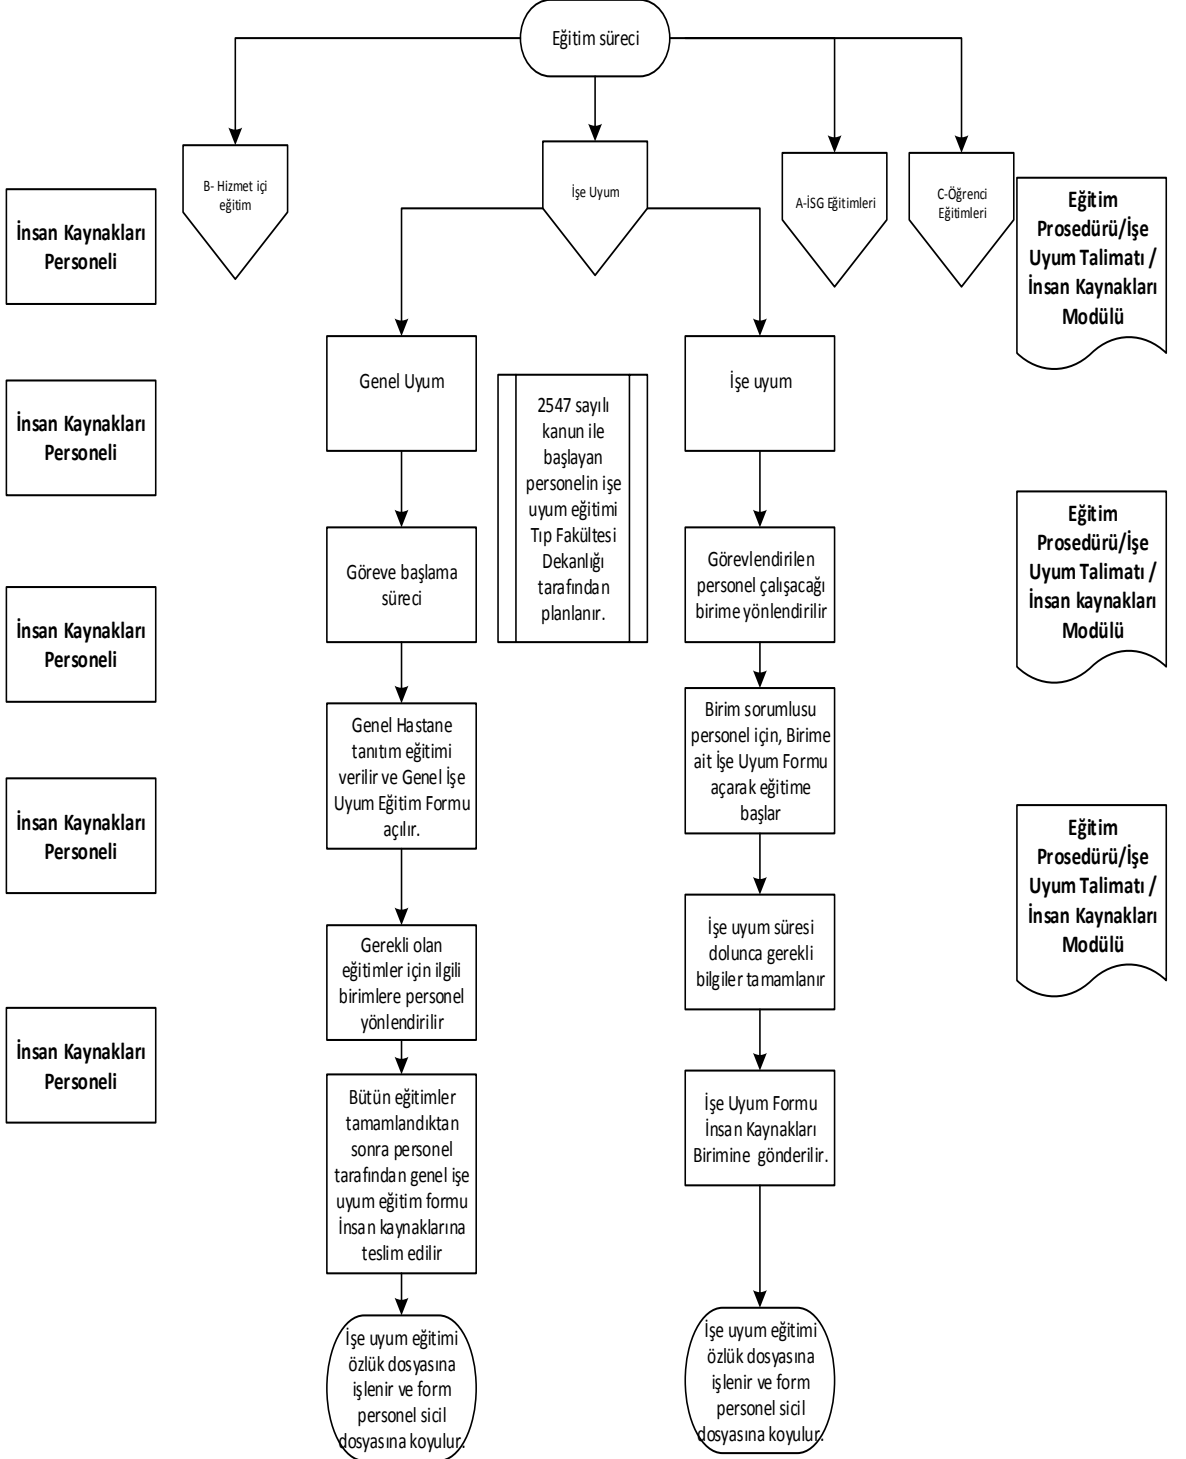 Eğitim süreci
B- Hizmet içi
eğitim
İşe Uyum
A-İSG Eğitimleri
C-Öğrenci
Eğitimleri
İnsan Kaynakları
Personeli
Eğitim
Prosedürü/İşe
Uyum Talimatı /
İnsan Kaynakları
Modülü
Genel Uyum
2547 sayılı
kanun ile
başlayan
personelin işe
uyum eğitimi
Tıp Fakültesi
Dekanlığı
tarafından
planlanır.
İşe uyum
İnsan Kaynakları
Personeli
Göreve başlama
süreci
Görevlendirilen
personel çalışacağı
birime yönlendirilir
Eğitim
Prosedürü/İşe
Uyum Talimatı /
İnsan kaynakları
Modülü
İnsan Kaynakları
Personeli
Genel Hastane
tanıtım eğitimi
verilir ve Genel İşe
Uyum Eğitim Formu
açılır.
Birim sorumlusu
personel için, Birime
ait İşe Uyum Formu
açarak eğitime
başlar
İnsan Kaynakları
Personeli
Gerekli olan
eğitimler için ilgili
birimlere personel
yönlendirilir
İşe uyum süresi
dolunca gerekli
bilgiler tamamlanır
Eğitim
Prosedürü/İşe
Uyum Talimatı /
İnsan Kaynakları
Modülü
İnsan Kaynakları
Personeli
Bütün eğitimler
tamamlandıktan
sonra personel
tarafından genel işe
uyum eğitim formu
İnsan kaynaklarına
teslim edilir
İşe Uyum Formu
İnsan Kaynakları
Birimine gönderilir.
İşe uyum eğitimi
özlük dosyasına
işlenir ve form
personel sicil
dosyasına koyulur.
İşe uyum eğitimi
özlük dosyasına
işlenir ve form
personel sicil
dosyasına koyulur.